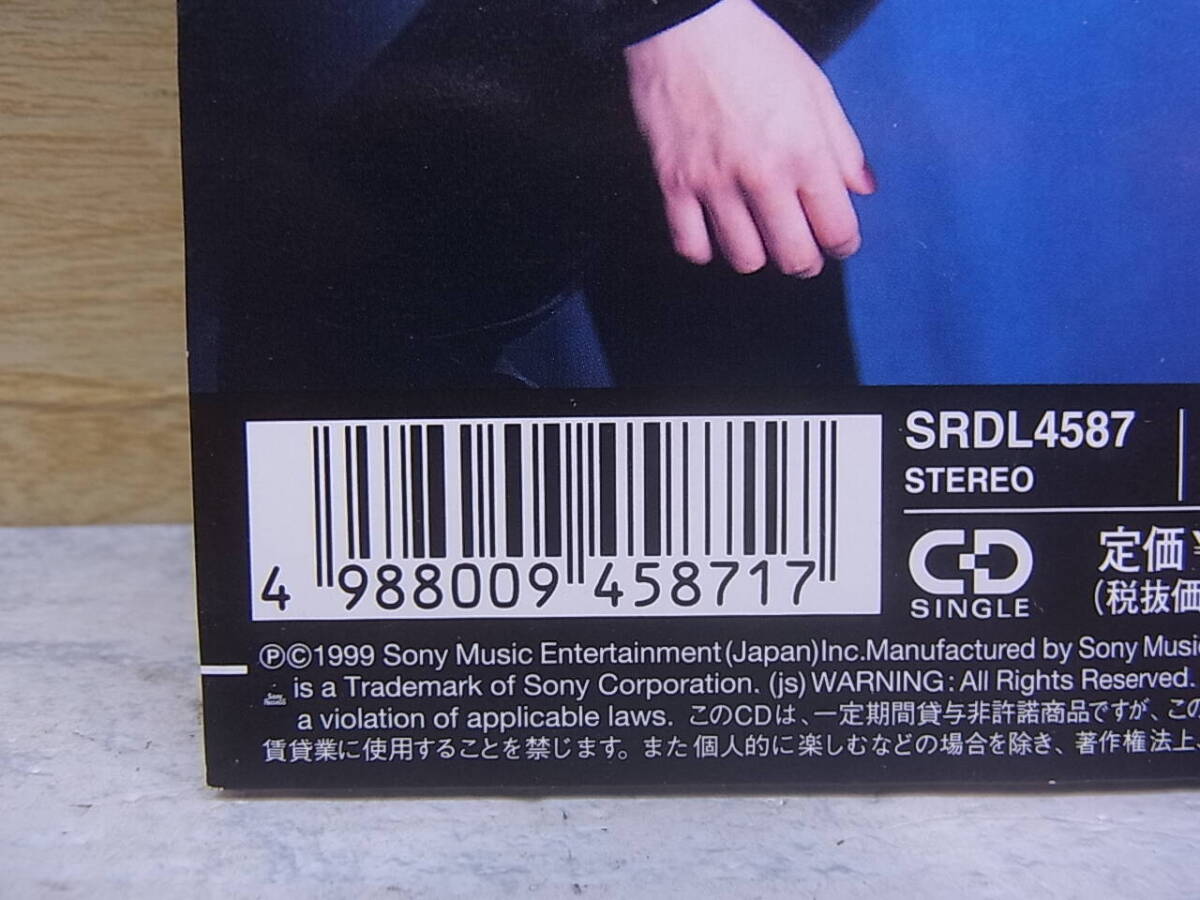 SRDL4587
STEREO
CD
SINGLE
定価
(税抜価
4 988009 458717
ⓅⒸ1999 Sony Music Entertainment(Japan)Inc.Manufactured by Sony Music
is a Trademark of Sony Corporation. (js) WARNING: All Rights Reserved.
a violation of applicable laws. このCDは、一定期間貸与非許諾商品ですが、この
賃貸業に使用することを禁じます。また個人的に楽しむなどの場合を除き、著作権法上、